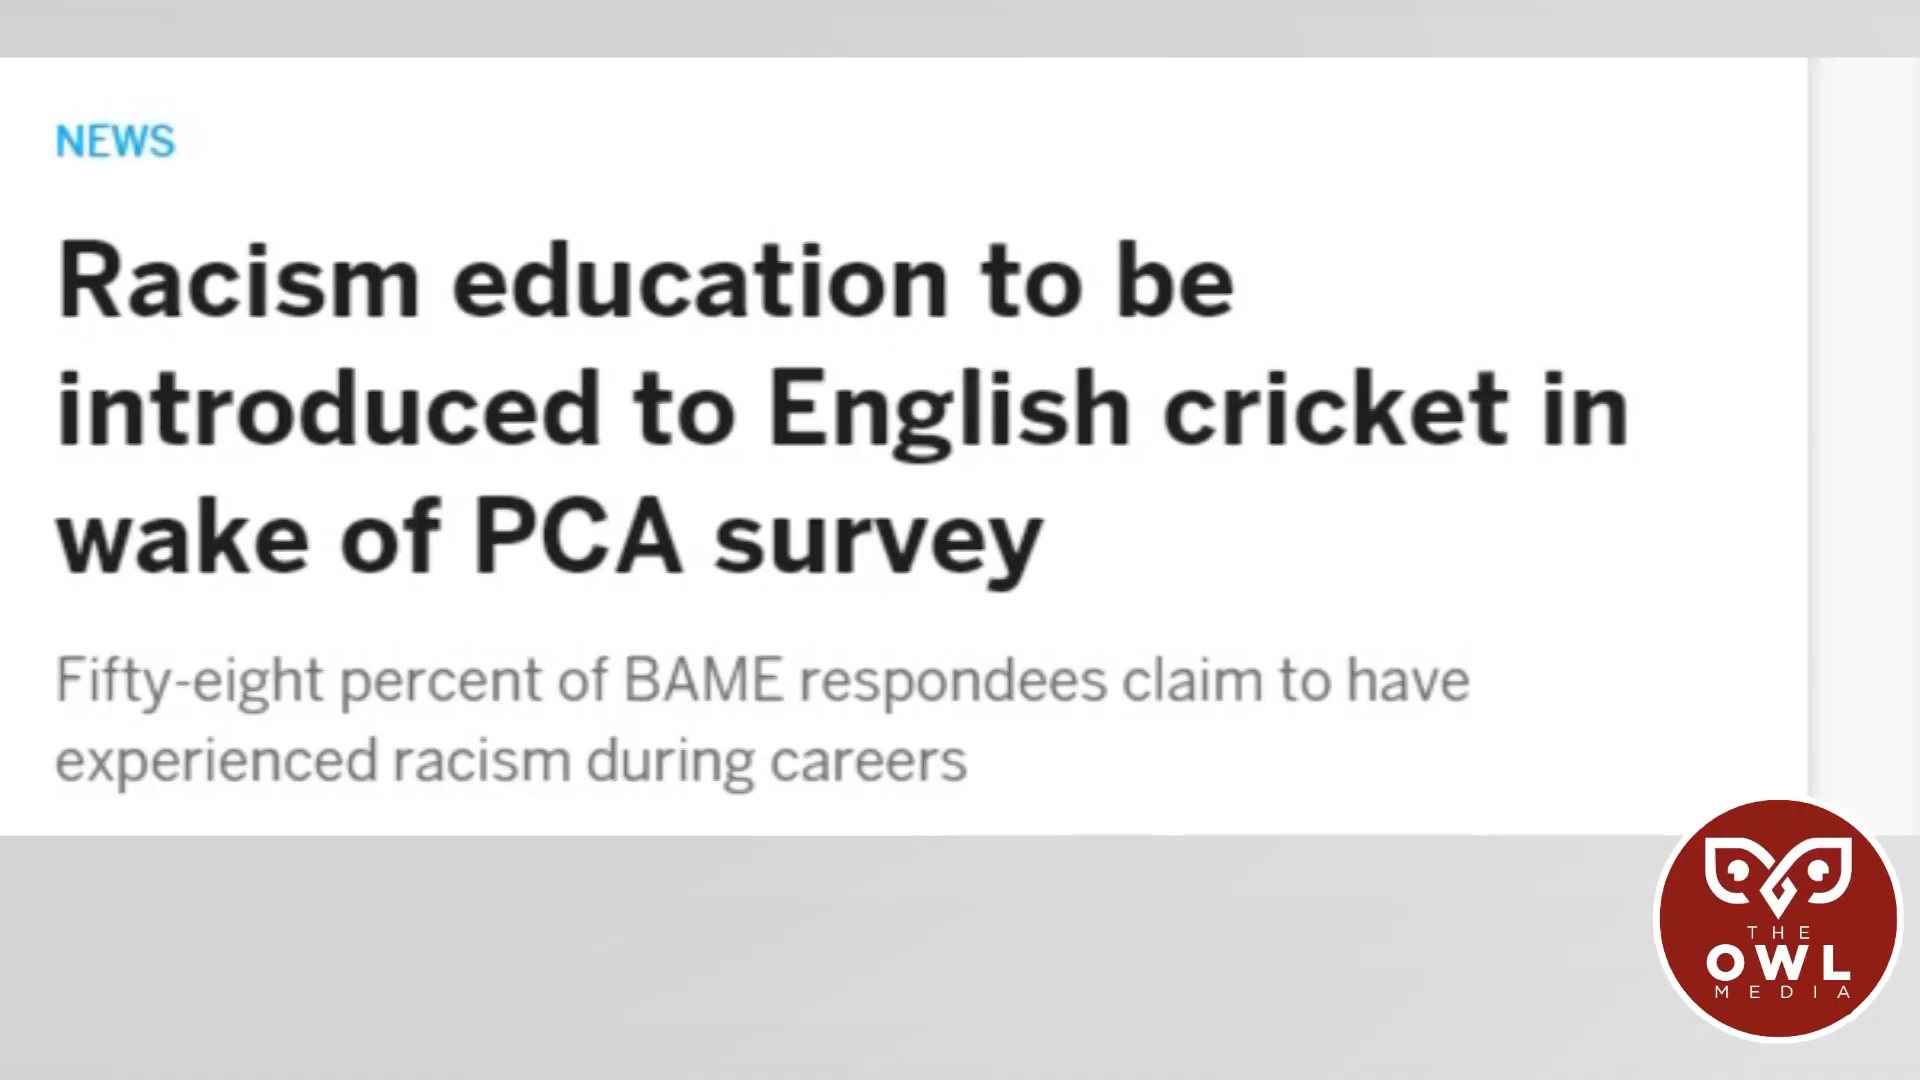 NEWS
Racism education to be
introduced to English cricket in
wake of PCA survey
Fifty-eight percent of BAME respondees claim to have
experienced racism during careers
THE
OWL
MEDIA